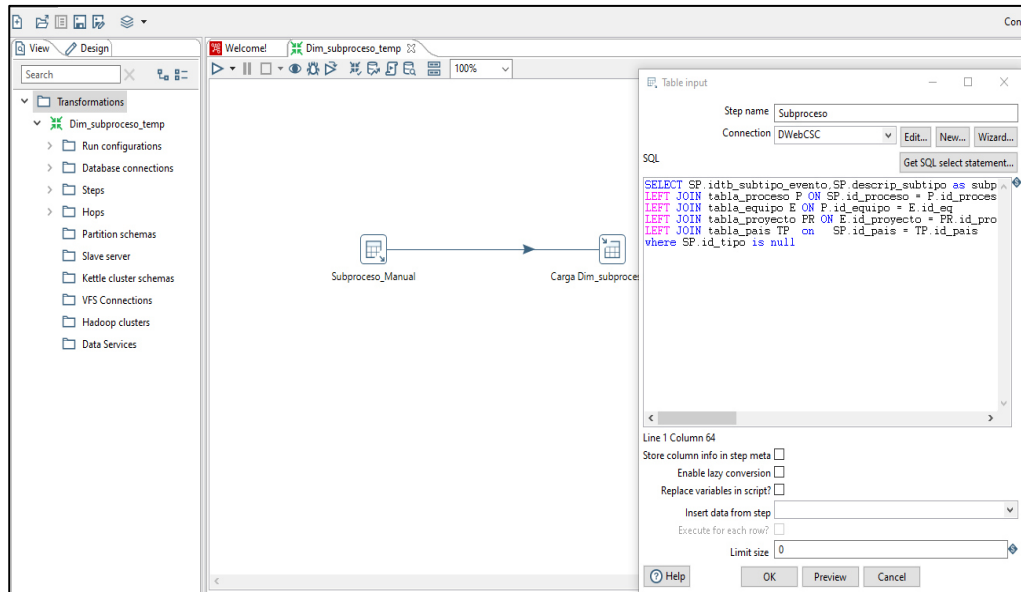 Con
View
Design
Welcome!
Dim_subproceso_temp
Search
100%
Transformations
Dim_subproceso_temp
Run configurations
Database connections
Steps
Hops
Partition schemas
Slave server
Kettle cluster schemas
VFS Connections
Hadoop clusters
Data Services
Subproceso_Manual
Carga Dim_subproces
Table input
Step name Subproceso
Connection DWebCSC Edit... New... Wizard...
SQL Get SQL select statement...
SELECT SP.idtb_subtipo_evento,SP.descrip_subtipo as subp
LEFT JOIN tabla_proceso P ON SP.id_proceso = P.id_proces
LEFT JOIN tabla_equipo E ON P.id_equipo = E.id_eq
LEFT JOIN tabla_proyecto PR ON E.id_proyecto = PR.id_pro
LEFT JOIN tabla_pais TP on SP.id_pais = TP.id_pais
where SP.id_tipo is null
Line 1 Column 64
Store column info in step meta
Enable lazy conversion
Replace variables in script?
Insert data from step
Execute for each row?
Limit size 0
Help OK Preview Cancel